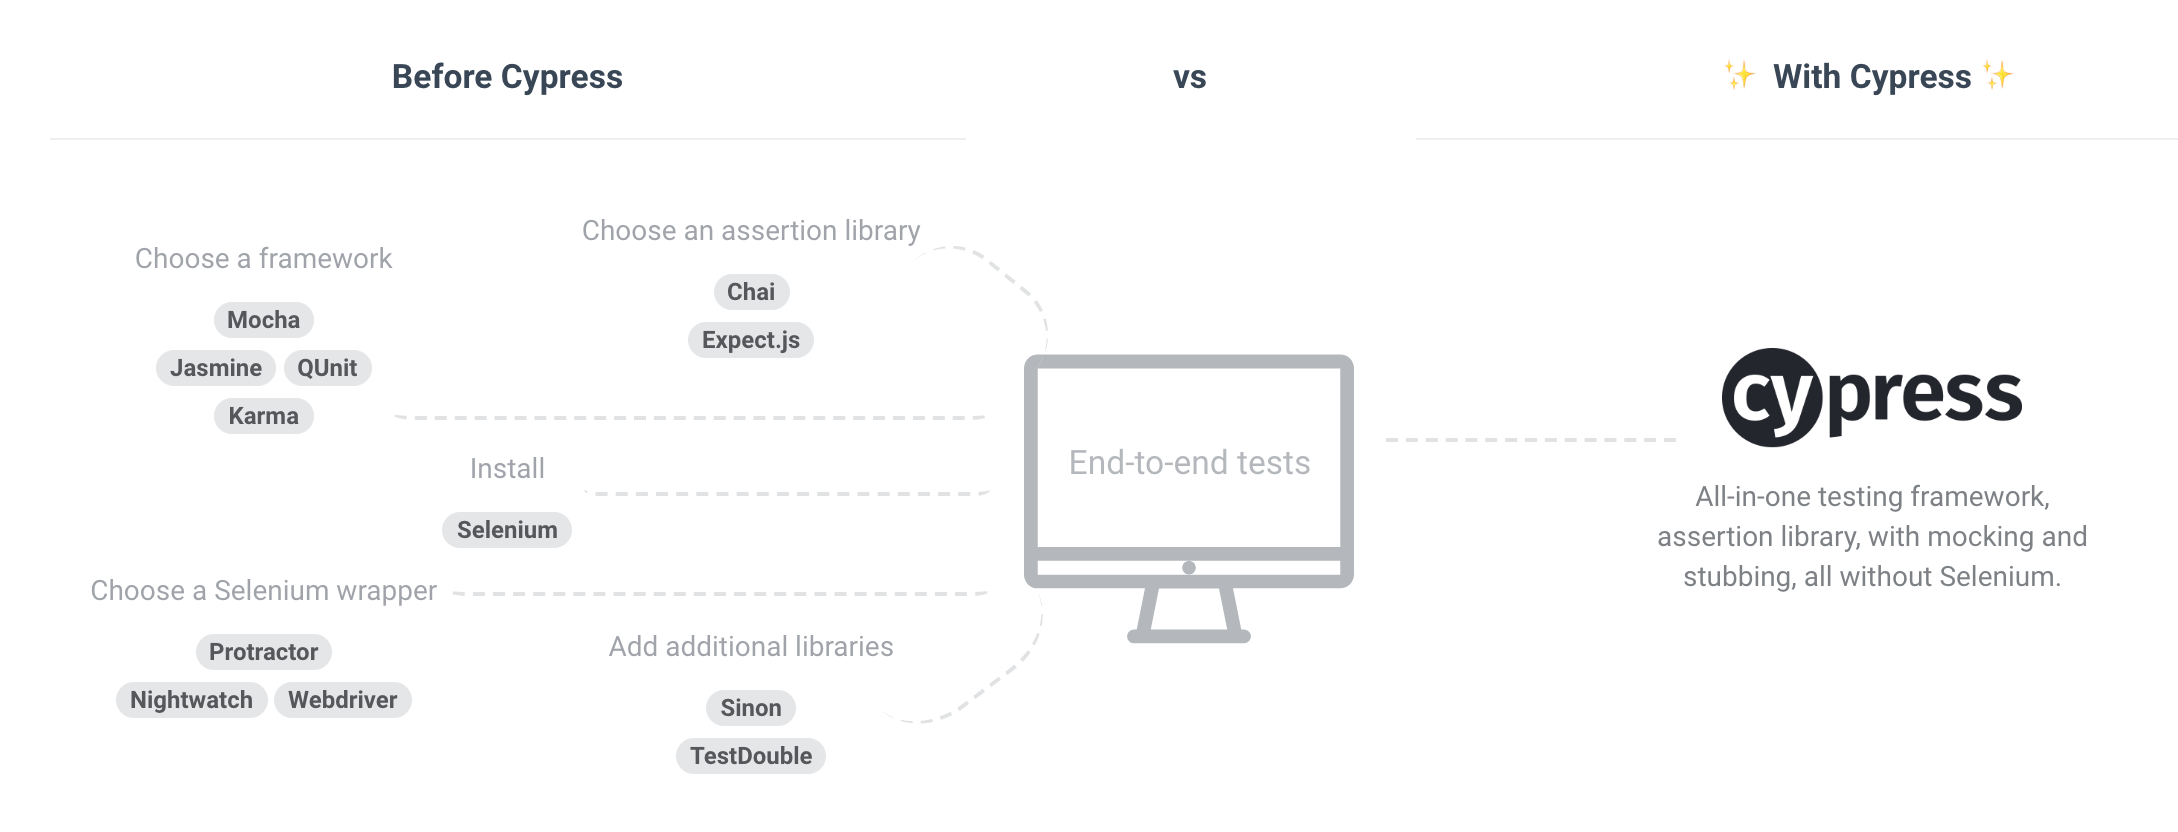 Before Cypress
vs
✨ With Cypress ✨
Choose a framework
Mocha
Jasmine QUnit
Karma
Choose an assertion library
Chai
Expect.js
Install
Selenium
Choose a Selenium wrapper
Protractor
Nightwatch Webdriver
Add additional libraries
Sinon
TestDouble
End-to-end tests
cypress
All-in-one testing framework,
assertion library, with mocking and
stubbing, all without Selenium.